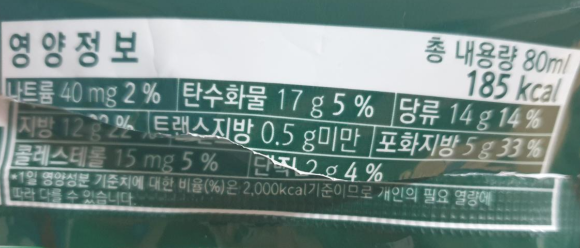 영양정보
총 내용량 80ml
185 kcal
나트륨 40 mg 2 % 탄수화물 17 g 5 % 당류 14 g 14 %
지방 12 g 22 % 트랜스지방 0.5 g미만 포화지방 5 g 33 %
콜레스테롤 15 mg 5 % 단백 2 g 4 %
*1일 영양성분 기준치에 대한 비율(%)은 2,000kcal기준이므로 개인의 필요 열량에
따라 다를 수 있습니다.